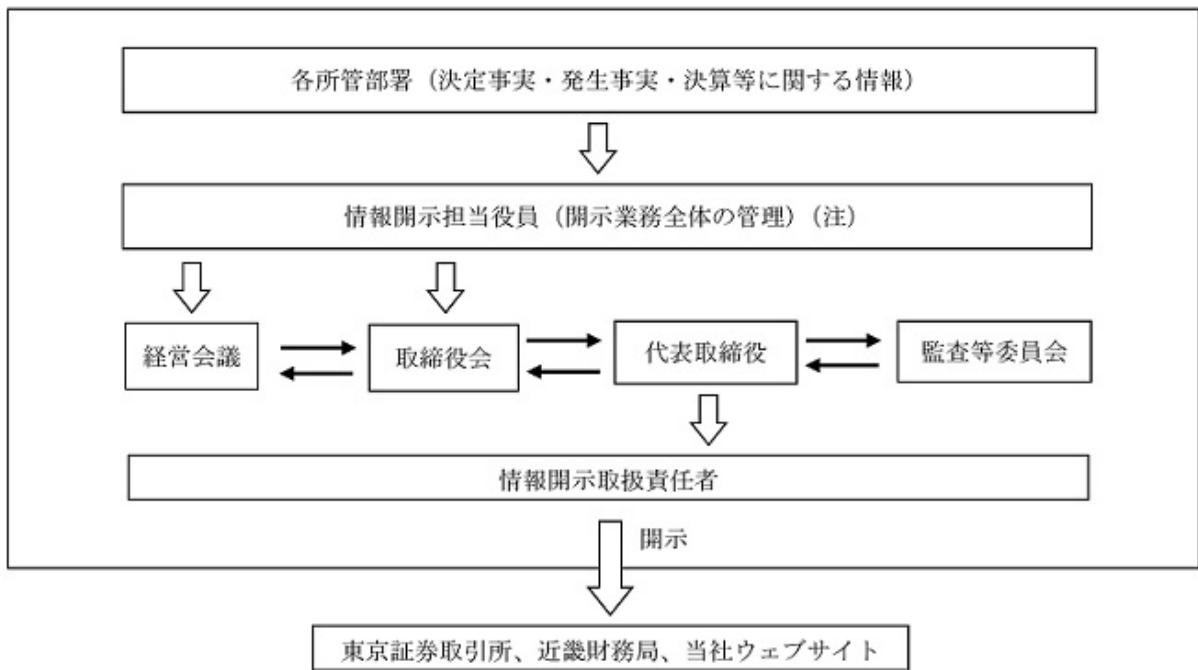 各所管部署（決定事実・発生事実・決算等に関する情報）
情報開示担当役員（開示業務全体の管理）（注）
経営会議
取締役会
代表取締役
監査等委員会
情報開示取扱責任者
開示
東京証券取引所、近畿財務局、当社ウェブサイト